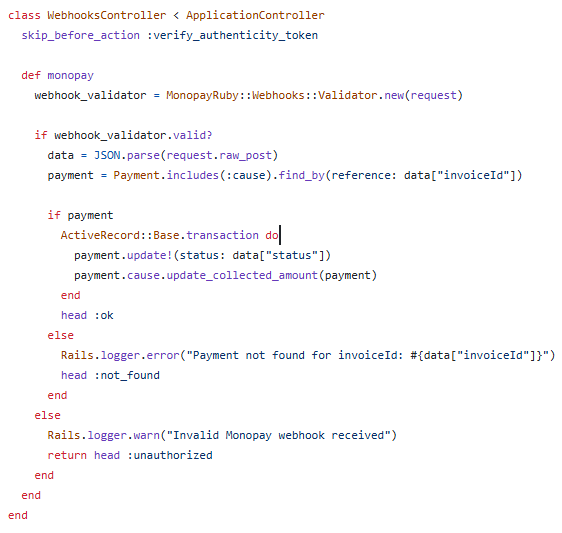 class WebhooksController < ApplicationController
  skip_before_action :verify_authenticity_token

  def monopay
    webhook_validator = MonopayRuby::Webhooks::Validator.new(request)

    if webhook_validator.valid?
      data = JSON.parse(request.raw_post)
      payment = Payment.includes(:cause).find_by(reference: data["invoiceId"])

      if payment
        ActiveRecord::Base.transaction do
          payment.update!(status: data["status"])
          payment.cause.update_collected_amount(payment)
        end
        head :ok
      else
        Rails.logger.error("Payment not found for invoiceId: #{data["invoiceId"]}")
        head :not_found
      end
    else
      Rails.logger.warn("Invalid Monopay webhook received")
      return head :unauthorized
    end
  end
end